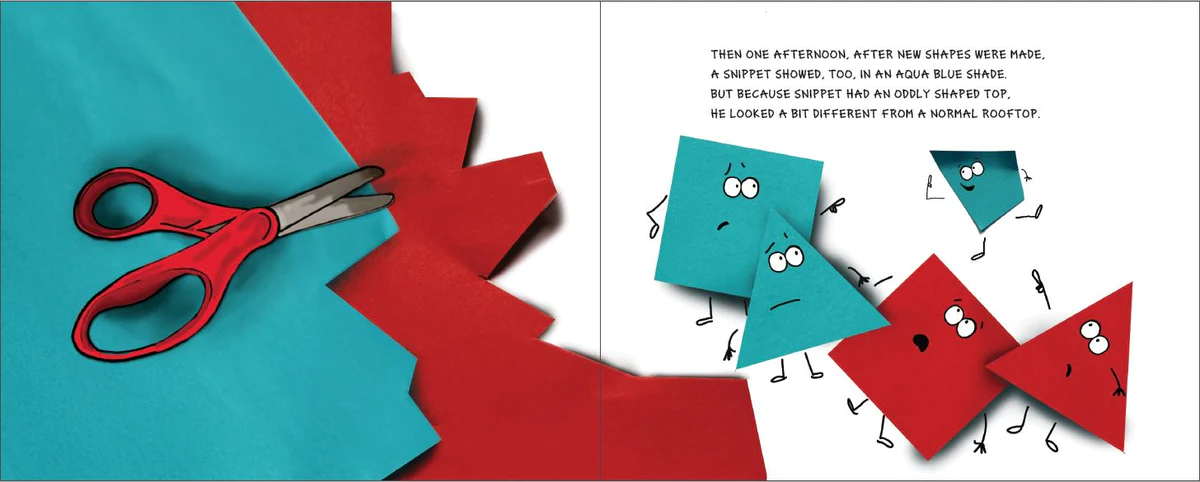 THEN ONE AFTERNOON, AFTER NEW SHAPES WERE MADE,
A SNIPPET SHOWED, TOO, IN AN AQUA BLUE SHADE.
BUT BECAUSE SNIPPET HAD AN ODDLY SHAPED TOP,
HE LOOKED A BIT DIFFERENT FROM A NORMAL ROOFTOP.